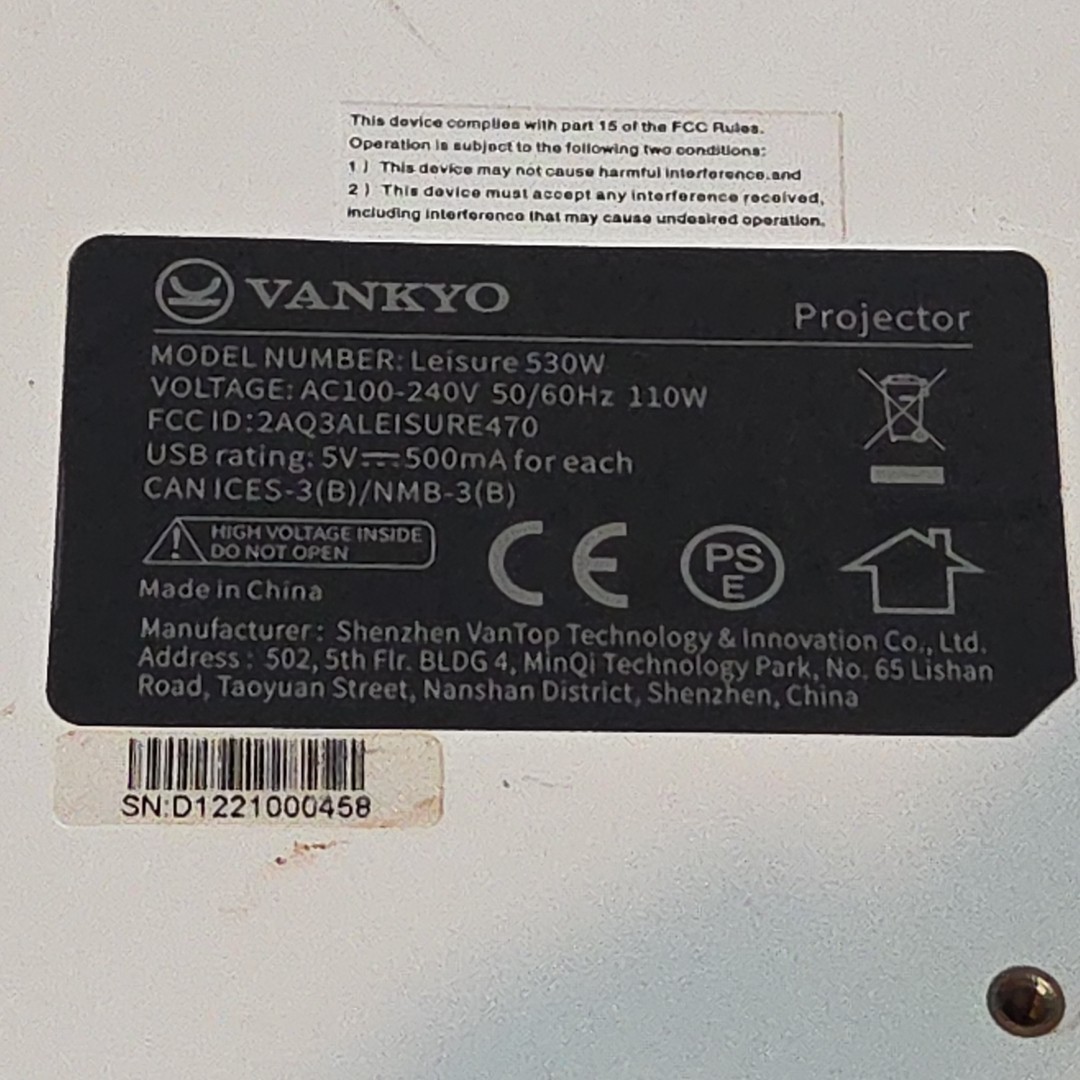 This device complies with part 15 of the FCC Rules.
Operation is subject to the following two conditions:
1 ) This device may not cause harmful interference.and
2 ) This device must accept any interference received,
including interference that may cause undesired operation.
VANKYO
Projector
MODEL NUMBER: Leisure 530W
VOLTAGE: AC100-240V 50/60Hz 110W
FCC ID:2AQ3ALEISURE470
USB rating: 5V⎓500mA for each
CAN ICES-3(B)/NMB-3(B)
HIGH VOLTAGE INSIDE
DO NOT OPEN
CE
PS
E
Made in China
Manufacturer : Shenzhen VanTop Technology & Innovation Co., Ltd.
Address : 502, 5th Flr. BLDG 4, MinQi Technology Park, No. 65 Lishan
Road, Taoyuan Street, Nanshan District, Shenzhen, China
SN:D1221000458